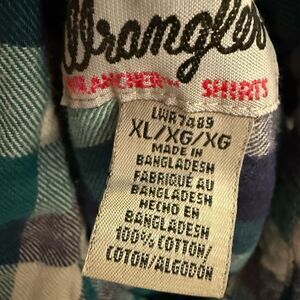 Wrangler
SHIRTS
LWR7489
XL/XG/XG
MADE IN
BANGLADESH
FABRIQUÉ AU
BANGLADESH
HECHO EN
BANGLADESH
100% COTTON/
COTON/ALGODON